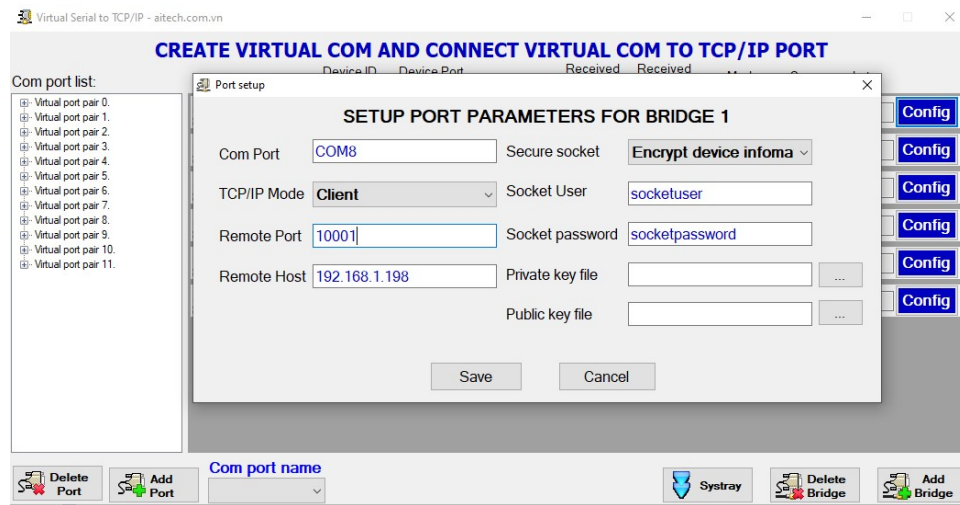 Virtual Serial to TCP/IP - aitech.com.vn
CREATE VIRTUAL COM AND CONNECT VIRTUAL COM TO TCP/IP PORT
Com port list:
Device ID Device Port Received Received
Virtual port pair 0.
Virtual port pair 1.
Virtual port pair 2.
Virtual port pair 3.
Virtual port pair 4.
Virtual port pair 5.
Virtual port pair 6.
Virtual port pair 7.
Virtual port pair 8.
Virtual port pair 9.
Virtual port pair 10.
Virtual port pair 11.
Port setup
SETUP PORT PARAMETERS FOR BRIDGE 1
Com Port COM8 Secure socket Encrypt device infoma
TCP/IP Mode Client Socket User socketuser
Remote Port 10001 Socket password socketpassword
Remote Host 192.168.1.198 Private key file ...
Public key file ...
Save Cancel
Config
Config
Config
Config
Config
Config
Delete Port
Add Port
Com port name
Systray
Delete Bridge
Add Bridge